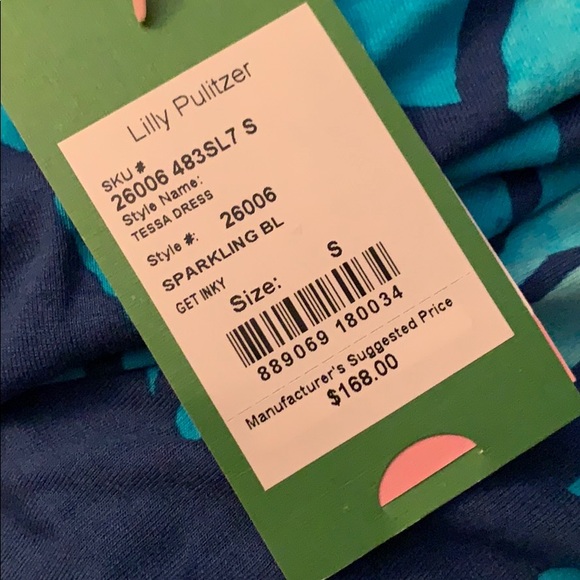 Lilly Pulitzer
SKU #
26006 483SL7 S
Style Name:
TESSA DRESS
Style #: 26006
SPARKLING BL
GET INKY
Size: S
889069 180034
Manufacturer's Suggested Price
$168.00